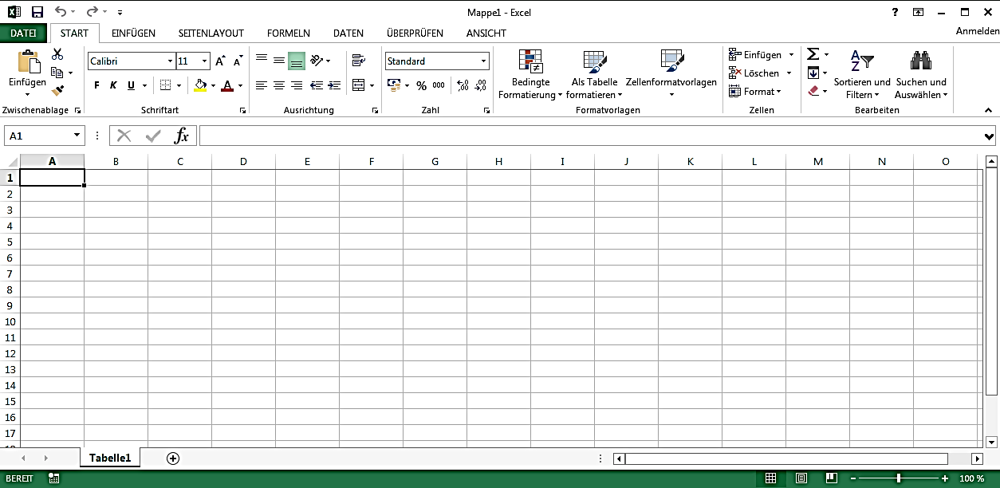 Mappe1 - Excel
?
DATEI START EINFÜGEN SEITENLAYOUT FORMELN DATEN ÜBERPRÜFEN ANSICHT Anmelden
Einfügen
Zwischenablage
Calibri 11 A A
F K U A
Schriftart
Ausrichtung
Standard
% 000 ,0 ,00 ,00 ,0
Zahl
Bedingte
Formatierung
Als Tabelle
formatieren
Zellenformatvorlagen
Formatvorlagen
Einfügen
Löschen
Format
Zellen
Σ
A
Z
Sortieren und
Filtern
Suchen und
Auswählen
Bearbeiten
A1 fx
A B C D E F G H I J K L M N O
1
2
3
4
5
6
7
8
9
10
11
12
13
14
15
16
17
Tabelle1
BEREIT 100 %